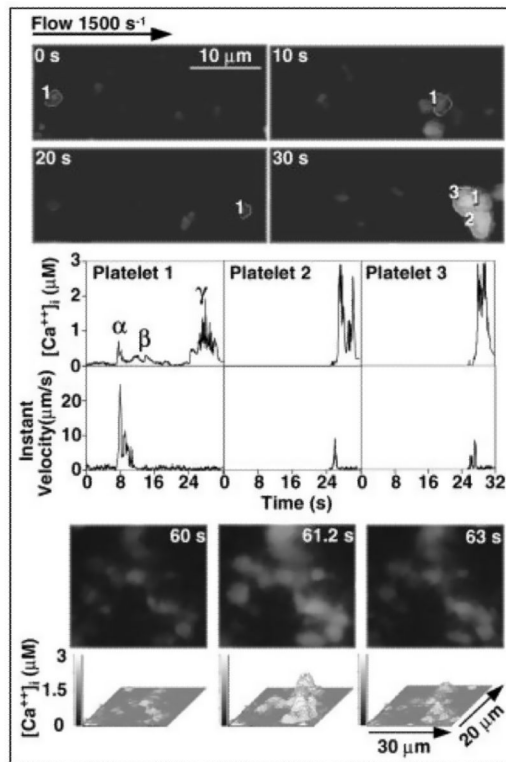 Flow 1500 s⁻¹
0 s
10 μm
10 s
1
1
20 s
30 s
1
3 1
2
[Ca⁺⁺]ᵢ (μM)
3
2
1
0
Platelet 1
Platelet 2
Platelet 3
α
β
γ
Instant
Velocity(μm/s)
20
10
0
0 8 16 24 0 8 16 24 0 8 16 24 32
Time (s)
60 s
61.2 s
63 s
[Ca⁺⁺]ᵢ (μM)
3
1.5
0
30 μm
20 μm